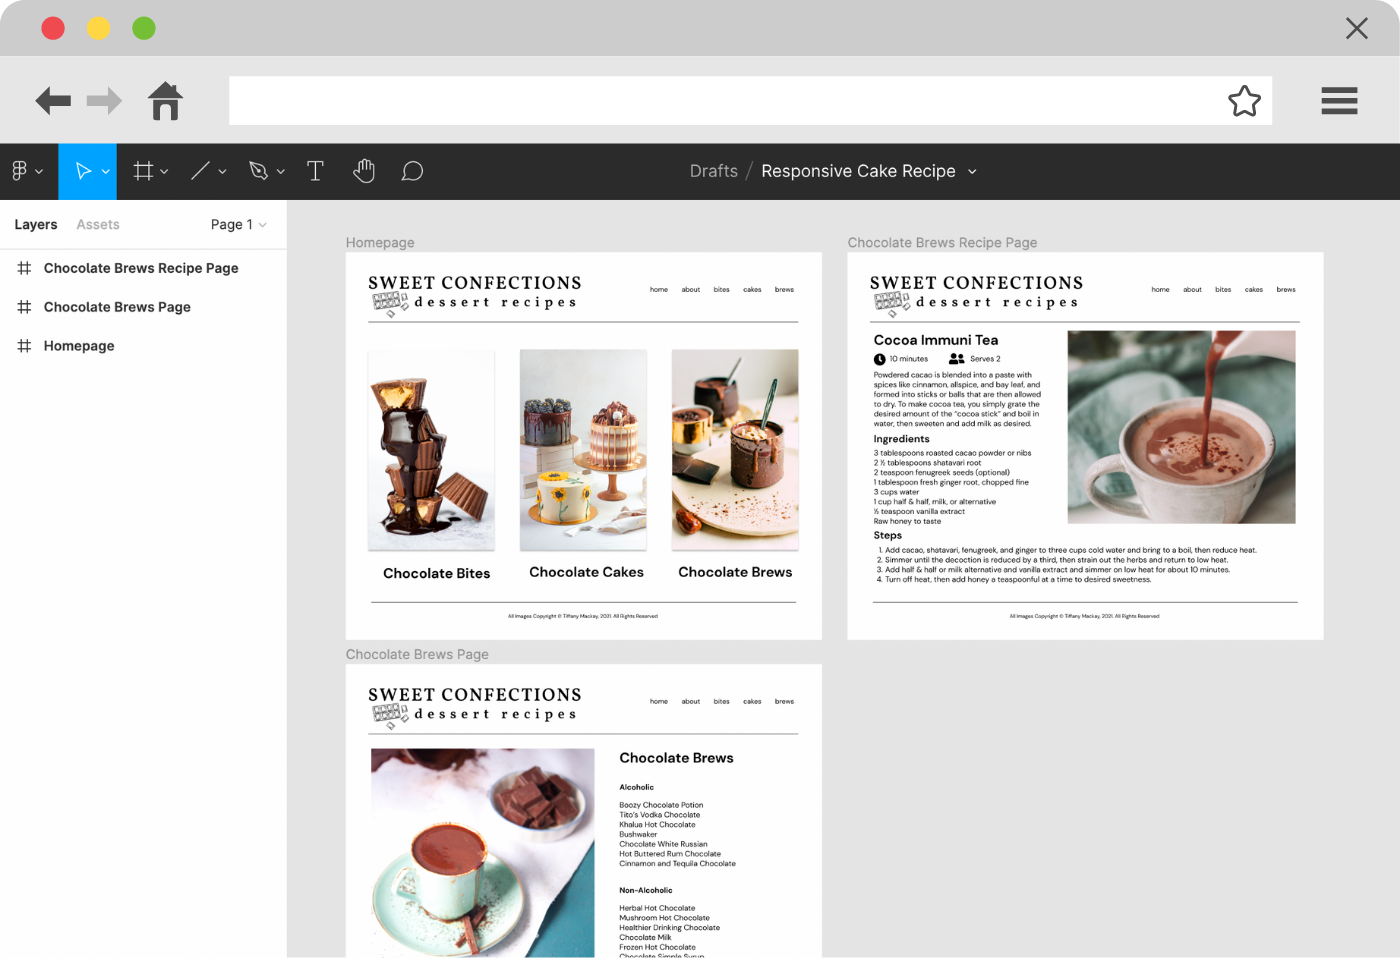 Drafts / Responsive Cake Recipe
Layers Assets Page 1
Chocolate Brews Recipe Page
Chocolate Brews Page
Homepage
Homepage
SWEET CONFECTIONS
dessert recipes
home about bites cakes brews
Chocolate Bites
Chocolate Cakes
Chocolate Brews
All Images Copyright © Tiffany Mackay, 2021. All Rights Reserved
Chocolate Brews Recipe Page
SWEET CONFECTIONS
dessert recipes
home about bites cakes brews
Cocoa Immuni Tea
10 minutes Serves 2
Powdered cacao is blended into a paste with
spices like cinnamon, allspice, and bay leaf, and
formed into sticks or balls that are then allowed
to dry. To make cocoa tea, you simply grate the
desired amount of the “cocoa stick” and boil in
water, then sweeten and add milk as desired.
Ingredients
3 tablespoons roasted cacao powder or nibs
2 ½ tablespoons shatavari root
2 teaspoon fenugreek seeds (optional)
1 tablespoon fresh ginger root, chopped fine
3 cups water
1 cup half & half, milk, or alternative
½ teaspoon vanilla extract
Raw honey to taste
Steps
1. Add cacao, shatavari, fenugreek, and ginger to three cups cold water and bring to a boil, then reduce heat.
2. Simmer until the decoction is reduced by a third, then strain out the herbs and return to low heat.
3. Add half & half or milk alternative and vanilla extract and simmer on low heat for about 10 minutes.
4. Turn off heat, then add honey a teaspoonful at a time to desired sweetness.
All Images Copyright © Tiffany Mackay, 2021. All Rights Reserved
Chocolate Brews Page
SWEET CONFECTIONS
dessert recipes
home about bites cakes brews
Chocolate Brews
Alcoholic
Boozy Chocolate Potion
Tito's Vodka Chocolate
Khalua Hot Chocolate
Bushwaker
Chocolate White Russian
Hot Buttered Rum Chocolate
Cinnamon and Tequila Chocolate
Non-Alcoholic
Herbal Hot Chocolate
Mushroom Hot Chocolate
Healthier Drinking Chocolate
Chocolate Milk
Frozen Hot Chocolate
Chocolate Simple Syrup